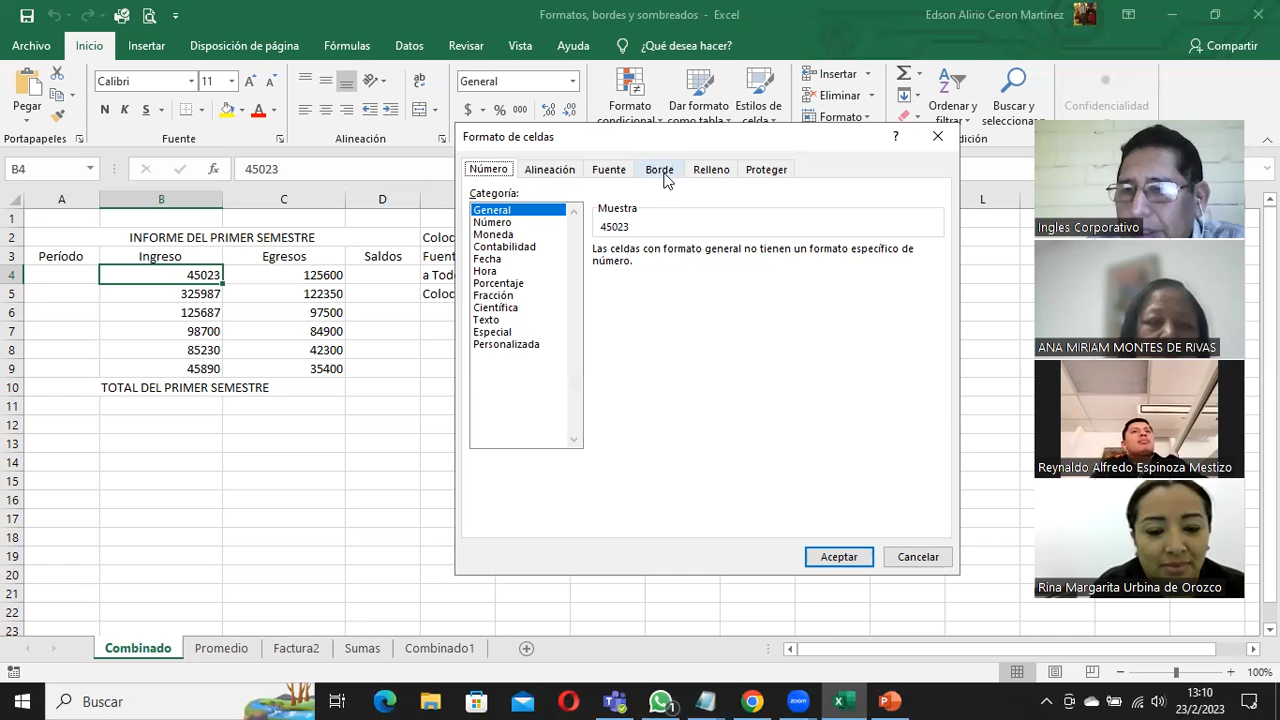 Formatos, bordes y sombreados - Excel
Edson Alirio Ceron Martinez
Archivo
Inicio
Insertar
Disposición de página
Fórmulas
Datos
Revisar
Vista
Ayuda
¿Qué desea hacer?
Compartir
Pegar
Calibri
11
N K S
General
$ % 000
Formato
condicional
Dar formato
como tabla
Estilos de
celda
Insertar
Eliminar
Formato
Ordenar y
filtrar
Buscar y
seleccionar
Confidencialidad
Portapapeles
Fuente
Alineación
B4
45023
A B C D L
1
2 INFORME DEL PRIMER SEMESTRE Coloc
3 Período Ingreso Egresos Saldos Fuent
4 45023 125600 a Tod
5 325987 122350 Coloc
6 125687 97500
7 98700 84900
8 85230 42300
9 45890 35400
10 TOTAL DEL PRIMER SEMESTRE
11
12
13
14
15
16
17
18
19
20
21
22
23
Formato de celdas
Número
Alineación
Fuente
Borde
Relleno
Proteger
Categoría:
General
Número
Moneda
Contabilidad
Fecha
Hora
Porcentaje
Fracción
Científica
Texto
Especial
Personalizada
Muestra
45023
Las celdas con formato general no tienen un formato específico de
número.
Aceptar
Cancelar
Ingles Corporativo
ANA MIRIAM MONTES DE RIVAS
Reynaldo Alfredo Espinoza Mestizo
Rina Margarita Urbina de Orozco
Combinado
Promedio
Factura2
Sumas
Combinado1
100%
Buscar
13:10
23/2/2023